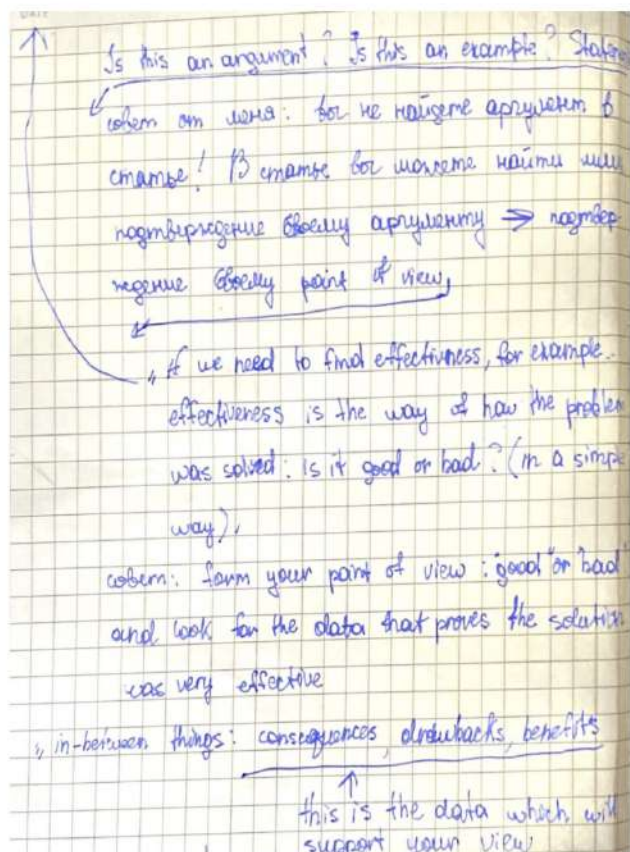 DATE
Is this an argument? Is this an example? Statem
совет от меня: вы не найдете аргумент в
статье! В статье вы можете найти лишь
подтверждение своему аргументу → подтвер
ждение своему point of view,
" If we need to find effectiveness, for example..
effectiveness is the way of how the problem
was solved: is it good or bad? (in a simple
way),
совет: form your point of view: "good" or "bad"
and look for the data that proves the solution
was very effective
" in-between things: consequences, drawbacks, benefits
this is the data which will
support your view